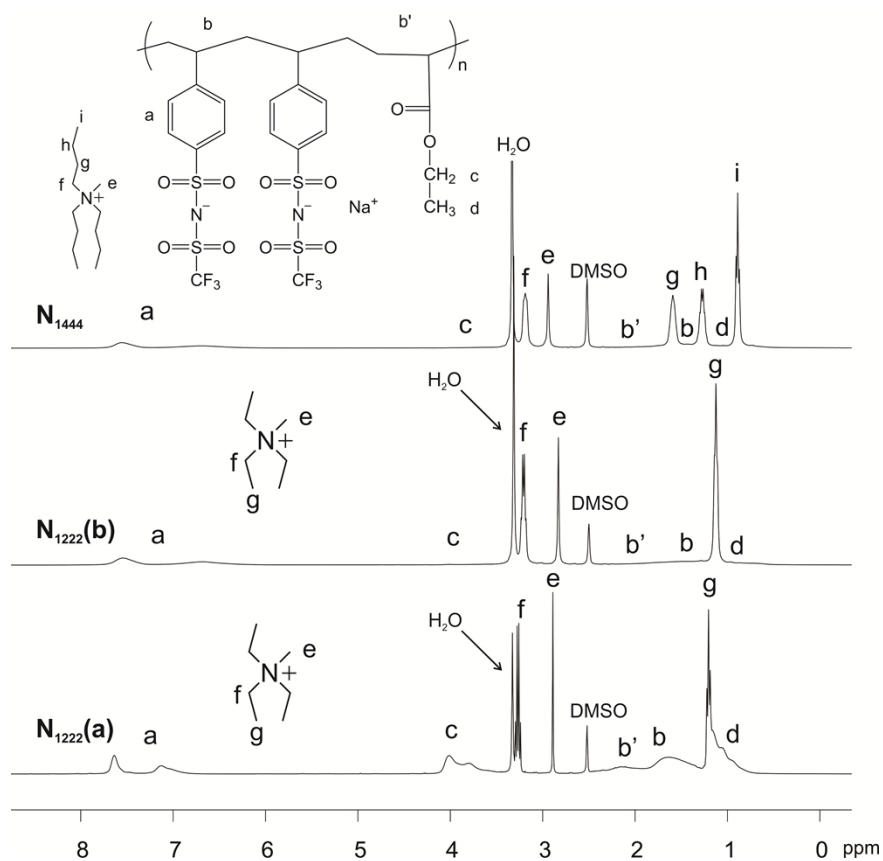 b b'
n
a
i
h
g
f e
N+
O
O
CH₂ c
CH₃ d
O=S=O O=S=O
N⁻ N⁻ Na⁺
O=S=O O=S=O
CF₃ CF₃
H₂O
N₁₄₄₄ a c f e DMSO b' g b h d i
H₂O
e
N+
f
g
N₁₂₂₂(b) a c f e DMSO b' b g d
H₂O
e
N+
f
g
N₁₂₂₂(a) a c f e DMSO b' b g d
8 7 6 5 4 3 2 1 0 ppm